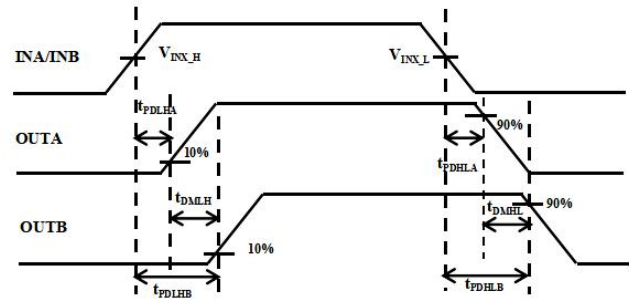 INA/INB
V_INX_H
V_INX_L
t_PDLHA
90%
OUTA
10%
t_PDHLA
t_DMLH
t_DMHL
90%
OUTB
10%
t_PDLHB
t_PDHLB